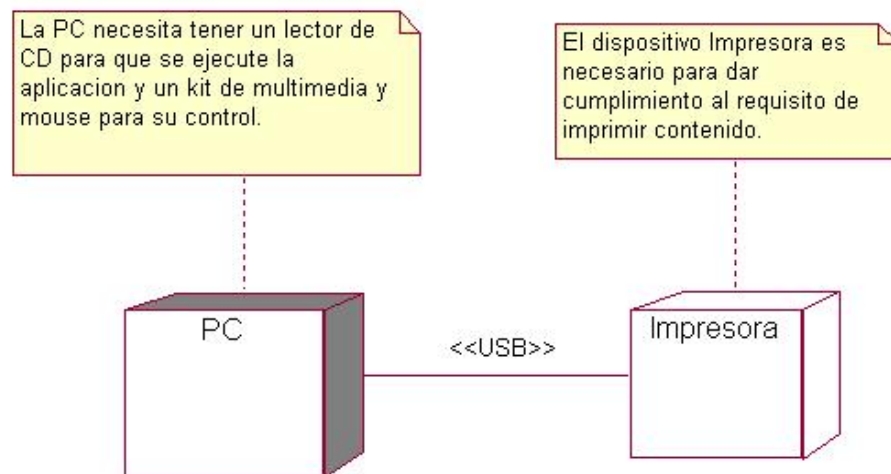 La PC necesita tener un lector de
CD para que se ejecute la
aplicacion y un kit de multimedia y
mouse para su control.
El dispositivo Impresora es
necesario para dar
cumplimiento al requisito de
imprimir contenido.
PC
<<USB>>
Impresora